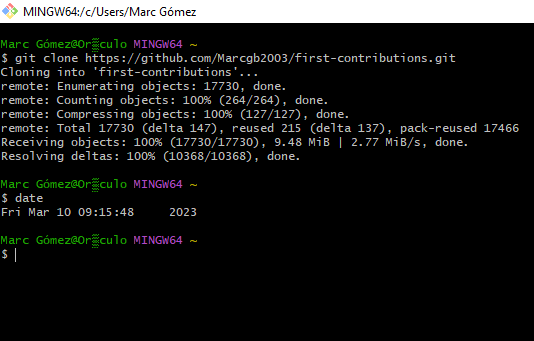 MINGW64:/c/Users/Marc Gómez
Marc Gómez@Or▒culo MINGW64 ~
$ git clone https://github.com/Marcgb2003/first-contributions.git
Cloning into 'first-contributions'...
remote: Enumerating objects: 17730, done.
remote: Counting objects: 100% (264/264), done.
remote: Compressing objects: 100% (127/127), done.
remote: Total 17730 (delta 147), reused 215 (delta 137), pack-reused 17466
Receiving objects: 100% (17730/17730), 9.48 MiB | 2.77 MiB/s, done.
Resolving deltas: 100% (10368/10368), done.
Marc Gómez@Or▒culo MINGW64 ~
$ date
Fri Mar 10 09:15:48     2023
Marc Gómez@Or▒culo MINGW64 ~
$